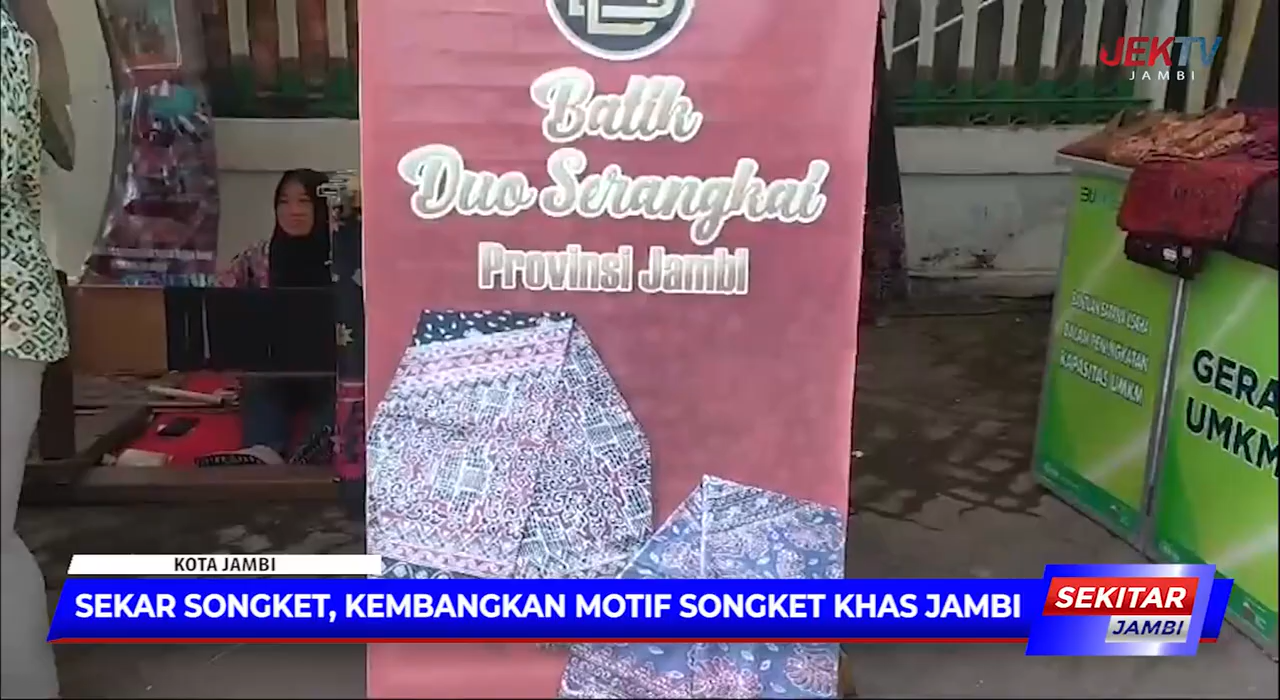 JEKTV
JAMBI
Batik
Duo Serangkai
Provinsi Jambi
BANTUAN SARANA USAHA
DALAM PENINGKATAN
KAPASITAS UMKM
GERA
UMKM
KOTA JAMBI
SEKAR SONGKET, KEMBANGKAN MOTIF SONGKET KHAS JAMBI
SEKITAR
JAMBI